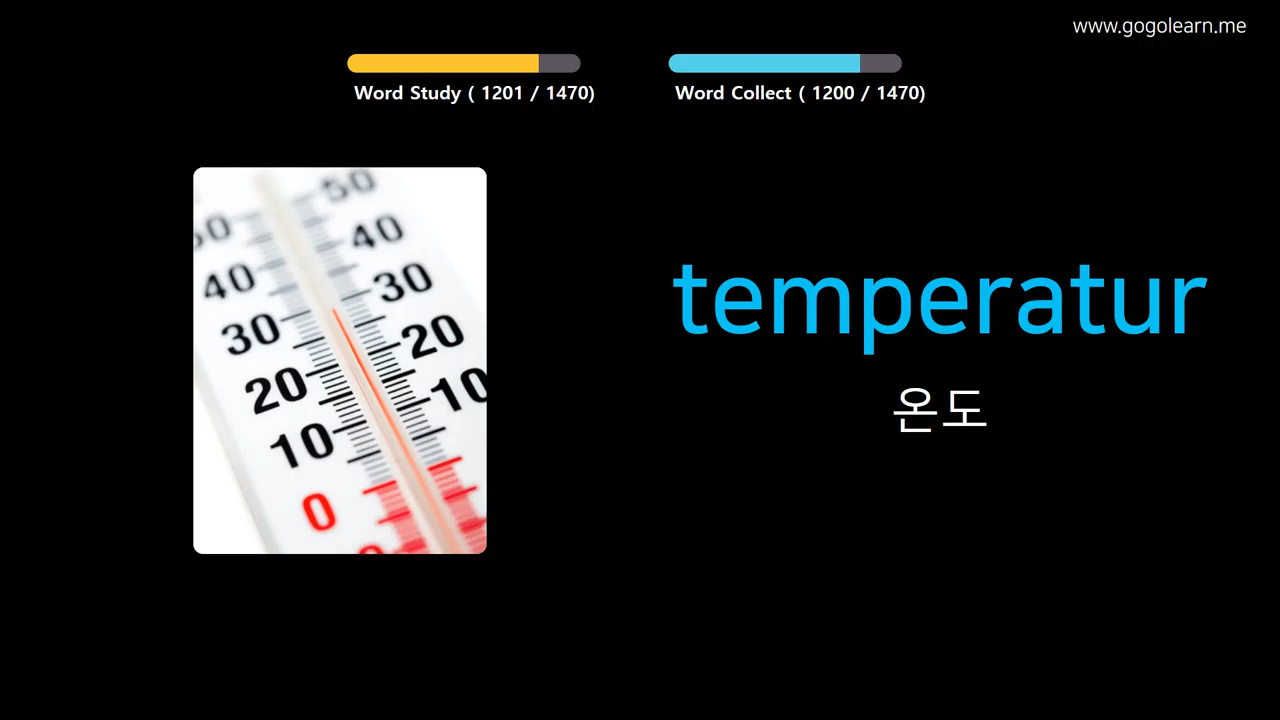 www.gogolearn.me
Word Study ( 1201 / 1470)
Word Collect ( 1200 / 1470)
50
40
30
20
10
0
50
40
30
20
10
temperatur
온도